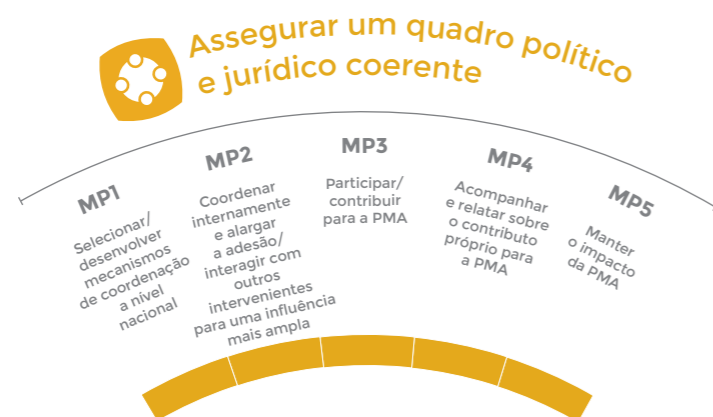 Assegurar um quadro político
e jurídico coerente
MP1
Selecionar/
desenvolver
mecanismos
de coordenação
a nível
nacional
MP2
Coordenar
internamente
e alargar
a adesão/
interagir com
outros
intervenientes
para uma influência
mais ampla
MP3
Participar/
contribuir
para a PMA
MP4
Acompanhar
e relatar sobre
o contributo
próprio para
a PMA
MP5
Manter
o impacto
da PMA